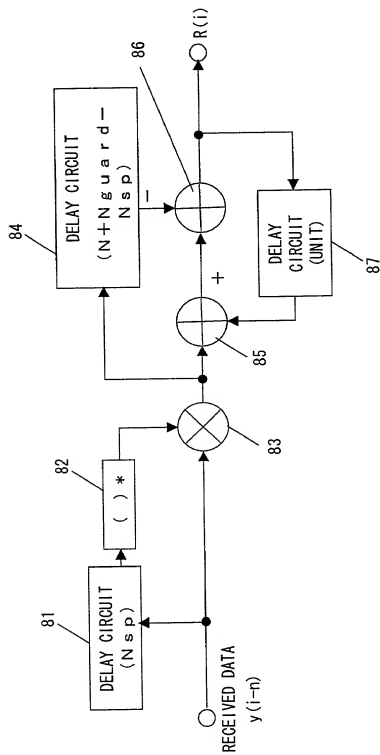 84
DELAY CIRCUIT
(N+Nguard-
Nsp)
86
R(i)
-
+
85
DELAY
CIRCUIT
(UNIT)
87
81
DELAY CIRCUIT
(Nsp)
82
( ) *
83
RECEIVED DATA
y(i-n)